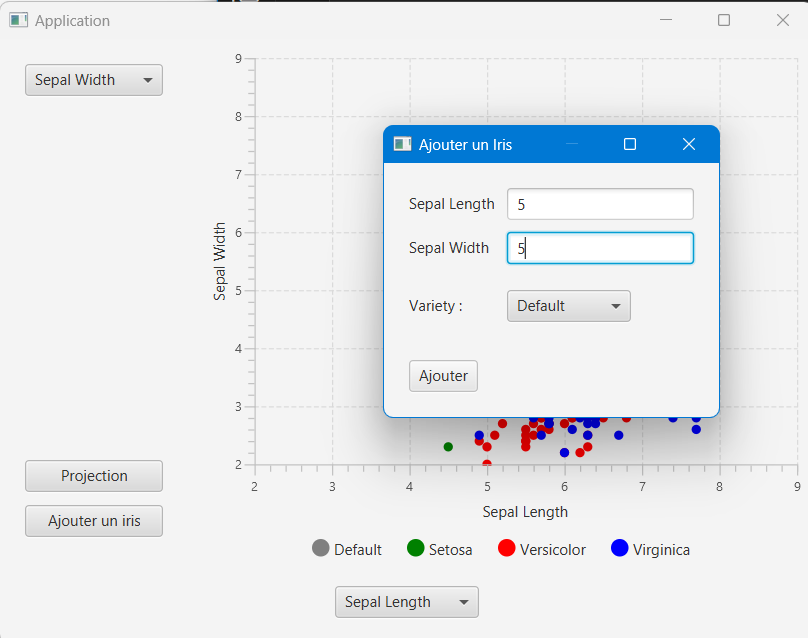 Application
Sepal Width
9
8
7
6
5
4
3
2
Sepal Width
Ajouter un Iris
Sepal Length 5
Sepal Width 5
Variety : Default
Ajouter
Projection
Ajouter un iris
2 3 4 5 6 7 8 9
Sepal Length
Default Setosa Versicolor Virginica
Sepal Length